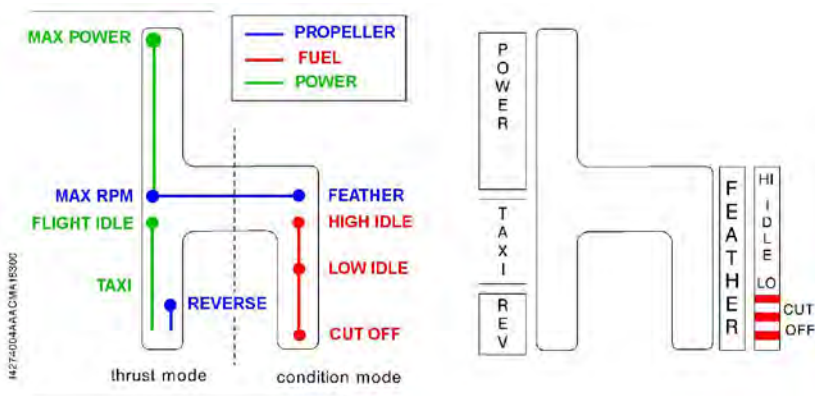 MAX POWER
PROPELLER
FUEL
POWER
MAX RPM
FEATHER
FLIGHT IDLE
HIGH IDLE
TAXI
LOW IDLE
REVERSE
CUT OFF
thrust mode
condition mode
POWER
TAXI
REV
FEATHER
HI IDLE LO
CUT
OFF